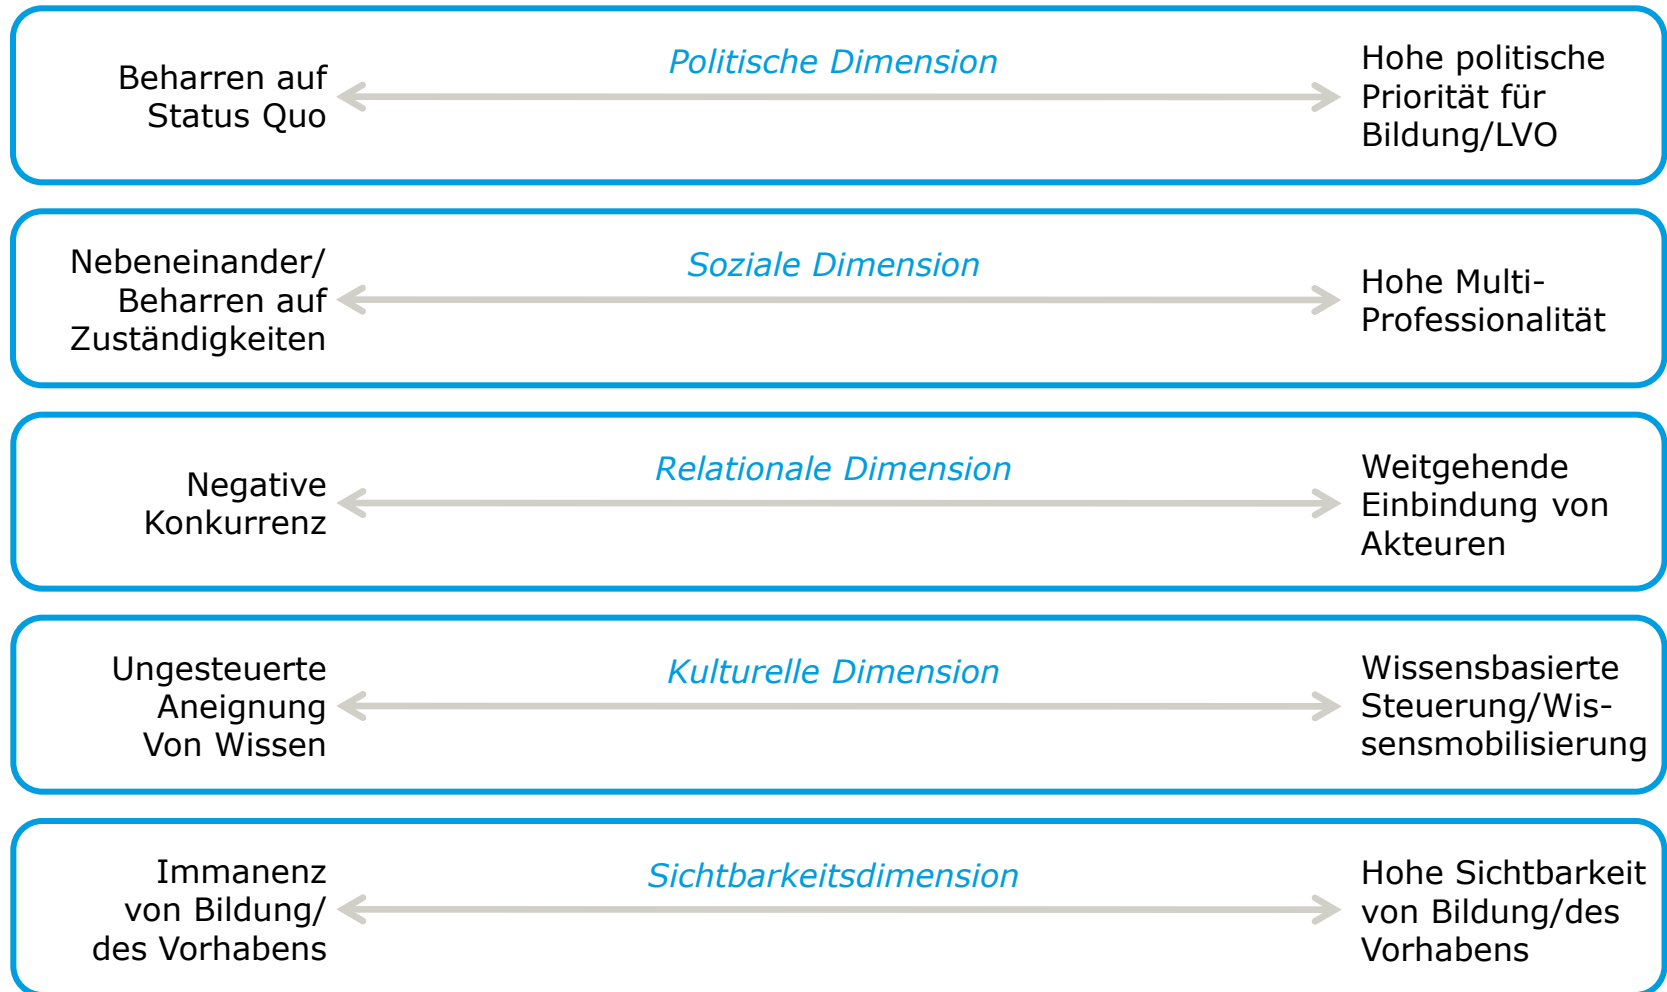 Politische Dimension
Beharren auf
Status Quo
Hohe politische
Priorität für
Bildung/LVO
Soziale Dimension
Nebeneinander/
Beharren auf
Zuständigkeiten
Hohe Multi-
Professionalität
Relationale Dimension
Negative
Konkurrenz
Weitgehende
Einbindung von
Akteuren
Kulturelle Dimension
Ungesteuerte
Aneignung
Von Wissen
Wissensbasierte
Steuerung/Wis-
sensmobilisierung
Sichtbarkeitsdimension
Immanenz
von Bildung/
des Vorhabens
Hohe Sichtbarkeit
von Bildung/des
Vorhabens